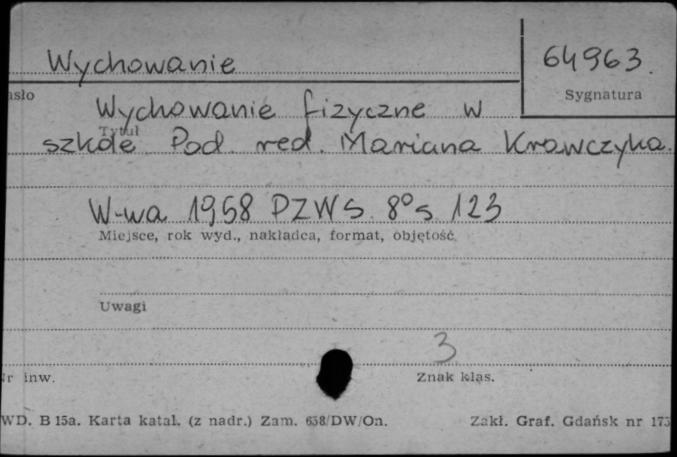 Wychowanie
64963.
Sygnatura
Wychowanie fizyczne w
Tytuł
szkole Pod red. Mariana Krawczyka.
W-wa 1968 PZWS 8° s. 123
Miejsce, rok wyd., nakładca, format, objętość
Uwagi
3
inw.
Znak klas.
WD. B 15a. Karta katal. (z nadr.) Zam. 658/DW/On.
Zakł. Graf. Gdańsk nr